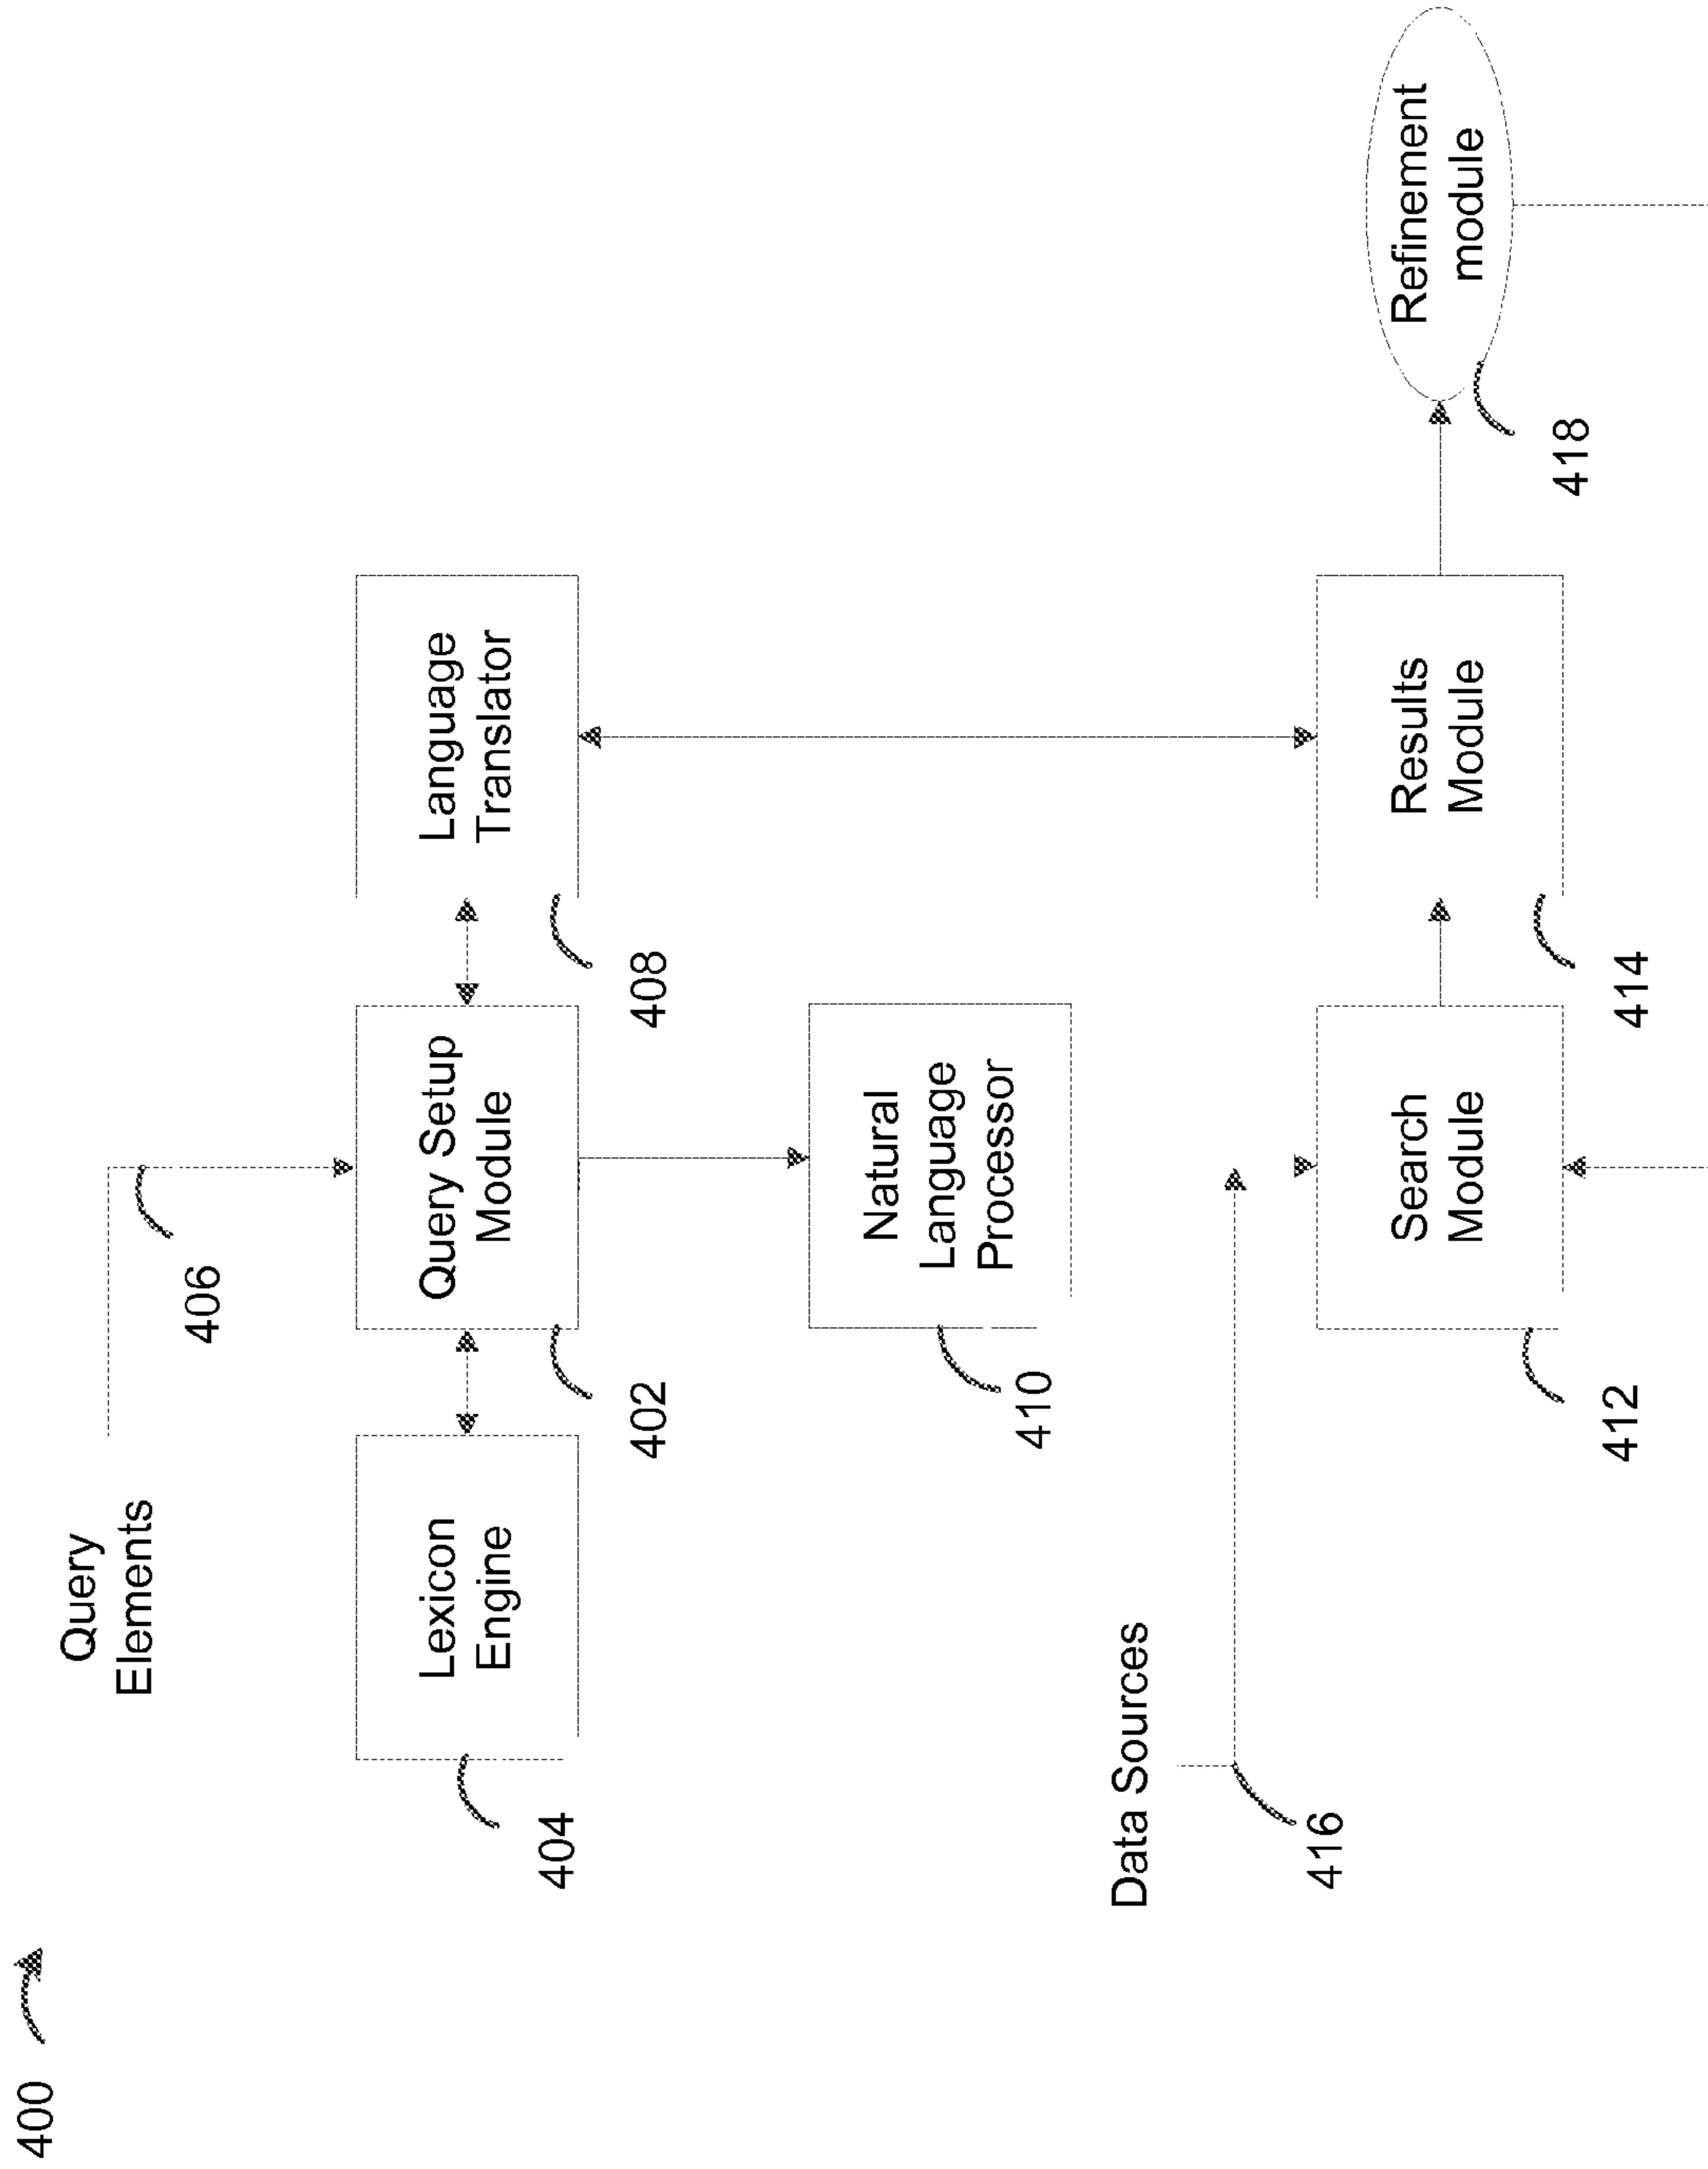 400
Query
Elements
406
Lexicon
Engine
404
Query Setup
Module
402
Language
Translator
408
Natural
Language
Processor
410
Data Sources
416
Search
Module
412
Results
Module
414
Refinement
module
418